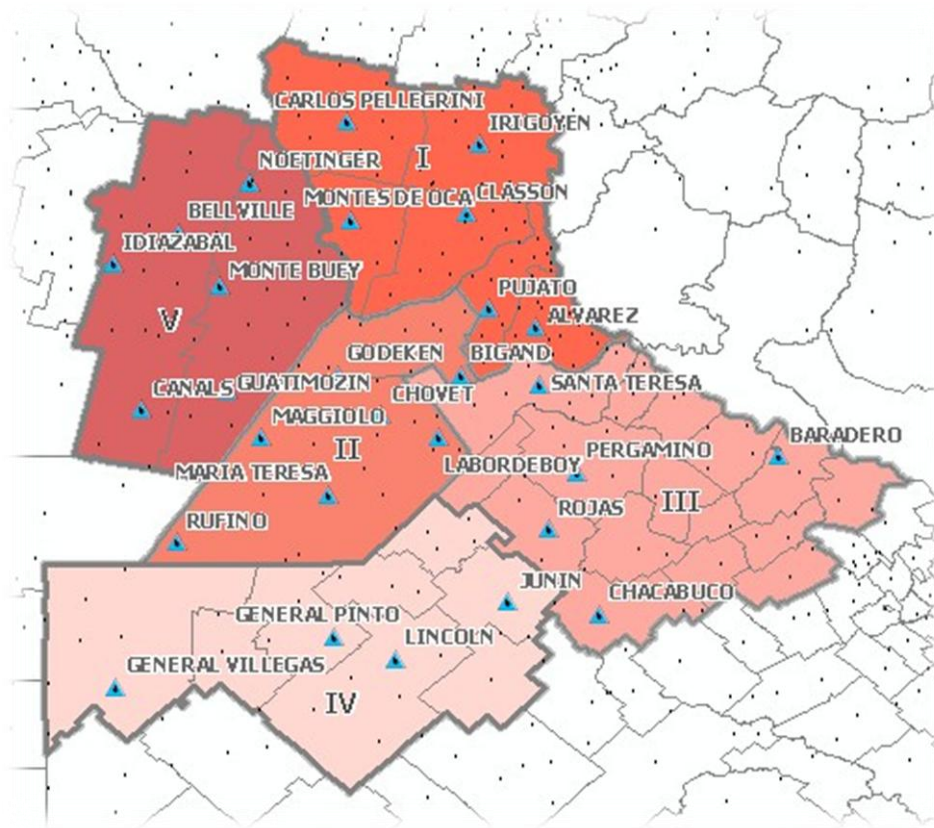 CARLOS PELLEGRINI
IRIGOYEN
NOETINGER
I
MONTES DE OCA
CLASSON
BELLVILLE
IDIAZABAL
MONTE BUEY
PUJATO
V
ALVAREZ
GODEKEN
BIGAND
CANALS
GUATIMOZIN
CHOVET
SANTA TERESA
MAGGIOLO
II
BARADERO
MARIA TERESA
LABORDEBOY
PERGAMINO
III
RUFINO
ROJAS
JUNIN
CHACABUCO
GENERAL PINTO
LINCOLN
GENERAL VILLEGAS
IV